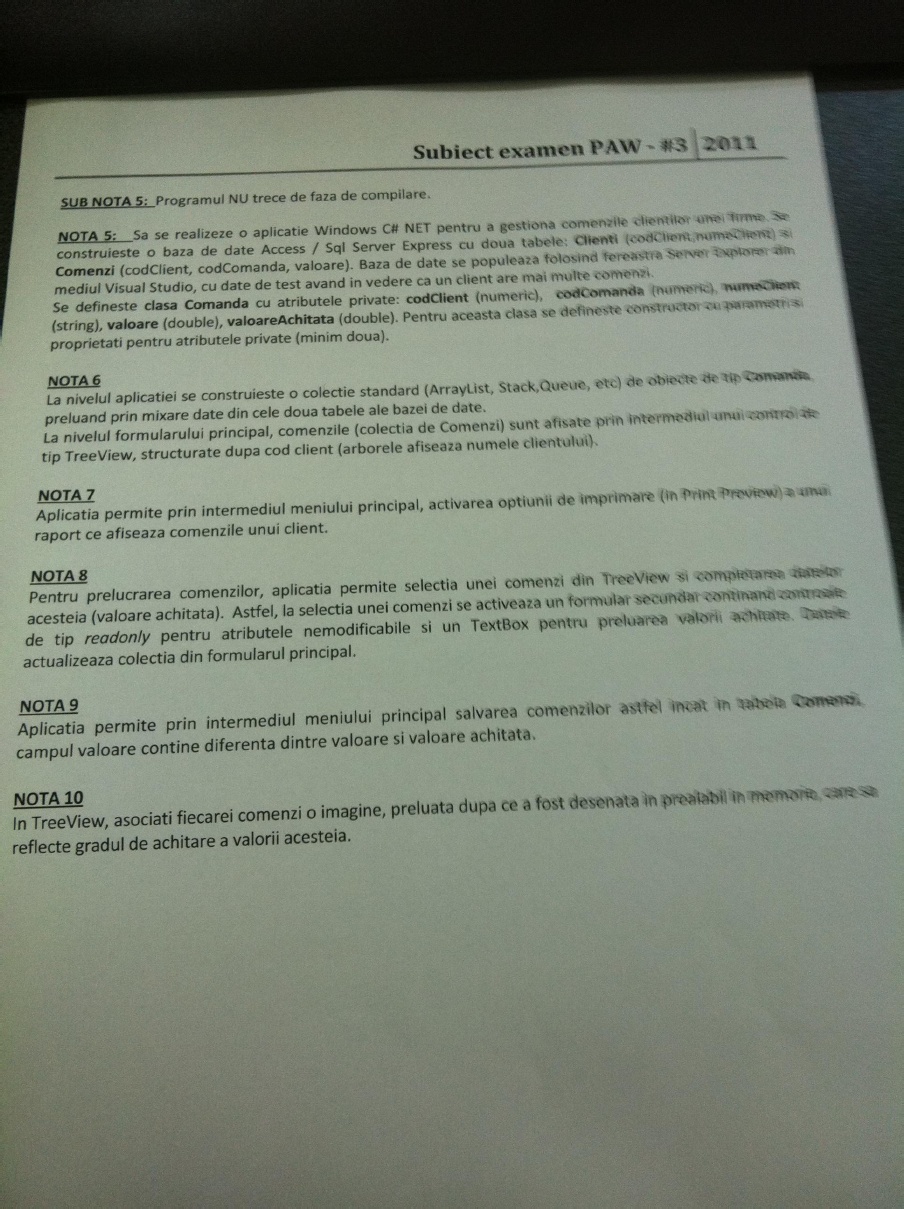 Subiect examen PAW - #3 2011
SUB NOTA 5: Programul NU trece de faza de compilare.
NOTA 5: Sa se realizeze o aplicatie Windows C# NET pentru a gestiona comenzile clientilor unei firme. Se
construieste o baza de date Access / Sql Server Express cu doua tabele: Clienti (codClient,numeClient) si
Comenzi (codClient, codComanda, valoare). Baza de date se populeaza folosind fereastra Server Explorer din
mediul Visual Studio, cu date de test avand in vedere ca un client are mai multe comenzi.
Se defineste clasa Comanda cu atributele private: codClient (numeric), codComanda (numeric), numeClient
(string), valoare (double), valoareAchitata (double). Pentru aceasta clasa se defineste constructor cu parametri si
proprietati pentru atributele private (minim doua).
NOTA 6
La nivelul aplicatiei se construieste o colectie standard (ArrayList, Stack,Queue, etc) de obiecte de tip Comanda,
preluand prin mixare date din cele doua tabele ale bazei de date.
La nivelul formularului principal, comenzile (colectia de Comenzi) sunt afisate prin intermediul unui control de
tip TreeView, structurate dupa cod client (arborele afiseaza numele clientului).
NOTA 7
Aplicatia permite prin intermediul meniului principal, activarea optiunii de imprimare (in Print Preview) a unui
raport ce afiseaza comenzile unui client.
NOTA 8
Pentru prelucrarea comenzilor, aplicatia permite selectia unei comenzi din TreeView si completarea datelor
acesteia (valoare achitata). Astfel, la selectia unei comenzi se activeaza un formular secundar continand controale
de tip readonly pentru atributele nemodificabile si un TextBox pentru preluarea valorii achitate. Datele
actualizeaza colectia din formularul principal.
NOTA 9
Aplicatia permite prin intermediul meniului principal salvarea comenzilor astfel incat in tabela Comenzi,
campul valoare contine diferenta dintre valoare si valoare achitata.
NOTA 10
In TreeView, asociati fiecarei comenzi o imagine, preluata dupa ce a fost desenata in prealabil in memorie, care sa
reflecte gradul de achitare a valorii acesteia.